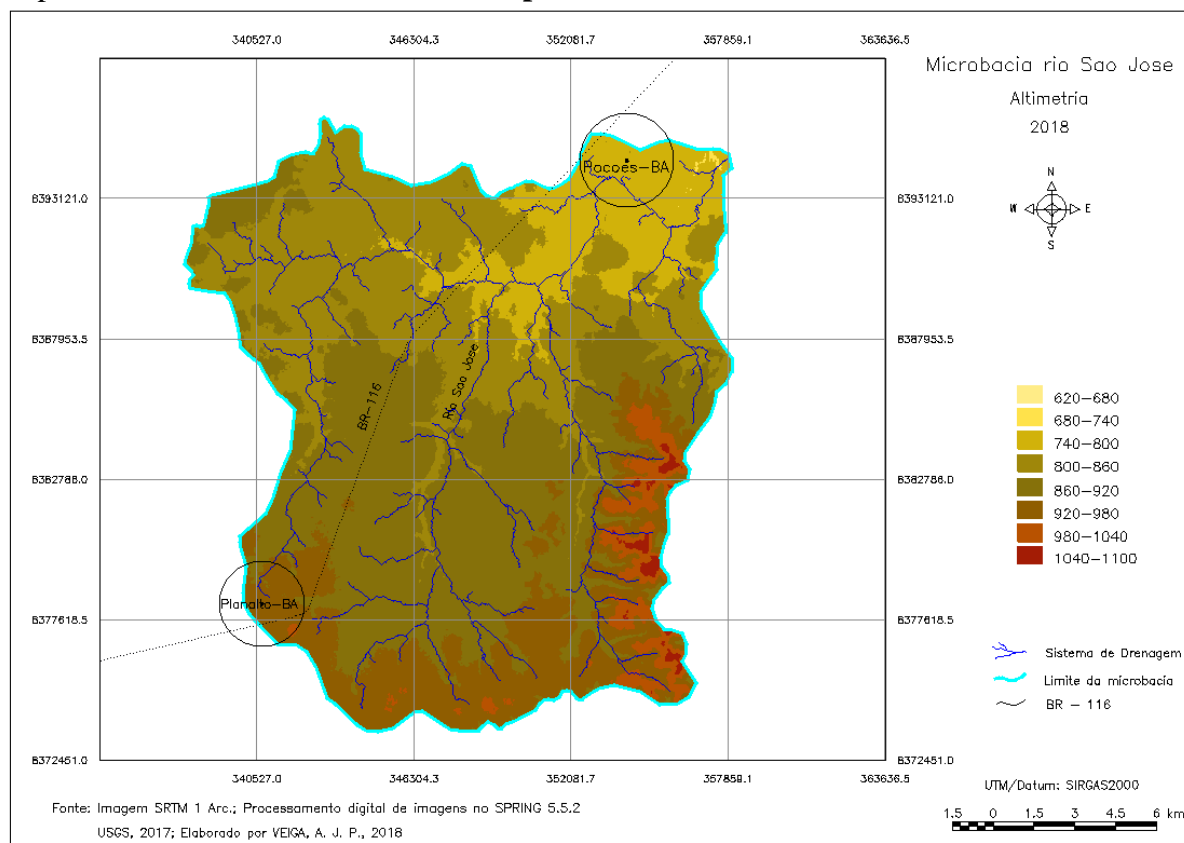 340527.0 346304.3 352081.7 357859.1 363636.5
Microbacia rio Sao Jose
Altimetria
2018
N
W E
S
Pocoes-BA
8393121.0 8393121.0
8387953.5 8387953.5
Rio Sao Jose
BR-116
620-680
680-740
740-800
800-860
860-920
920-980
980-1040
1040-1100
8382786.0 8382786.0
Planalto-BA
8377618.5 8377618.5
Sistema de Drenagem
Limite da microbacia
BR - 116
8372451.0 8372451.0
340527.0 346304.3 352081.7 357859.1 363636.5
UTM/Datum: SIRGAS2000
1.5 0 1.5 3 4.5 6 km
Fonte: Imagem SRTM 1 Arc.; Processamento digital de imagens no SPRING 5.5.2
USGS, 2017; Elaborado por VEIGA, A. J. P., 2018